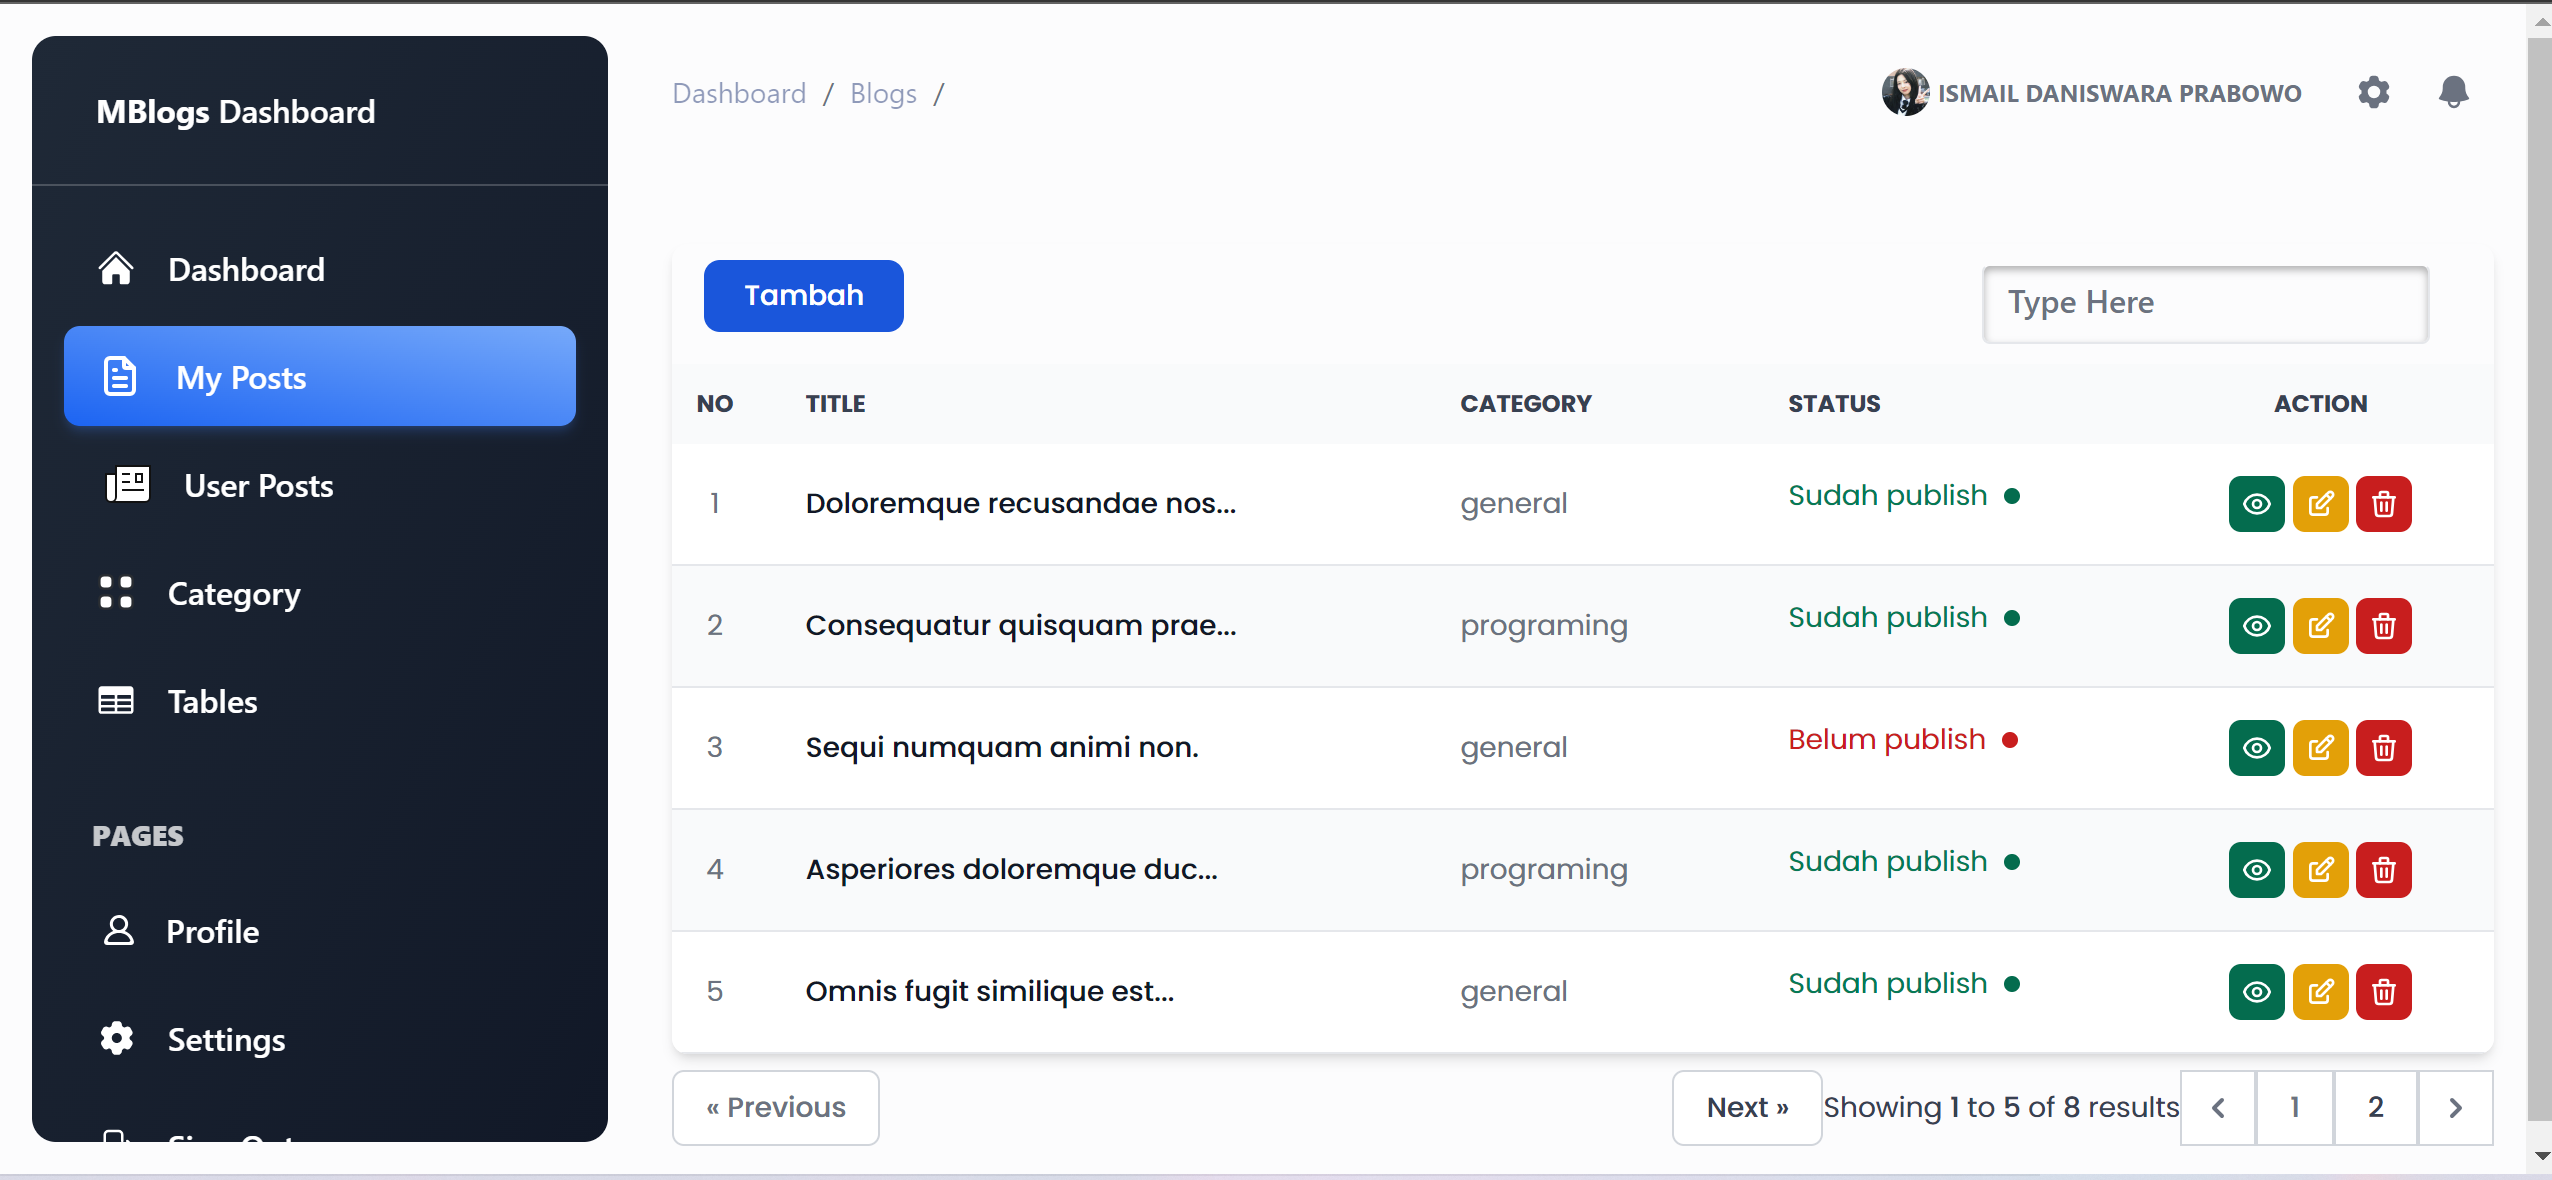 MBlogs Dashboard
Dashboard
My Posts
User Posts
Category
Tables
PAGES
Profile
Settings
Dashboard / Blogs /
ISMAIL DANISWARA PRABOWO
Tambah
Type Here
NO TITLE CATEGORY STATUS ACTION
1 Doloremque recusandae nos... general Sudah publish
2 Consequatur quisquam prae... programing Sudah publish
3 Sequi numquam animi non. general Belum publish
4 Asperiores doloremque duc... programing Sudah publish
5 Omnis fugit similique est... general Sudah publish
« Previous
Next » Showing 1 to 5 of 8 results 1 2